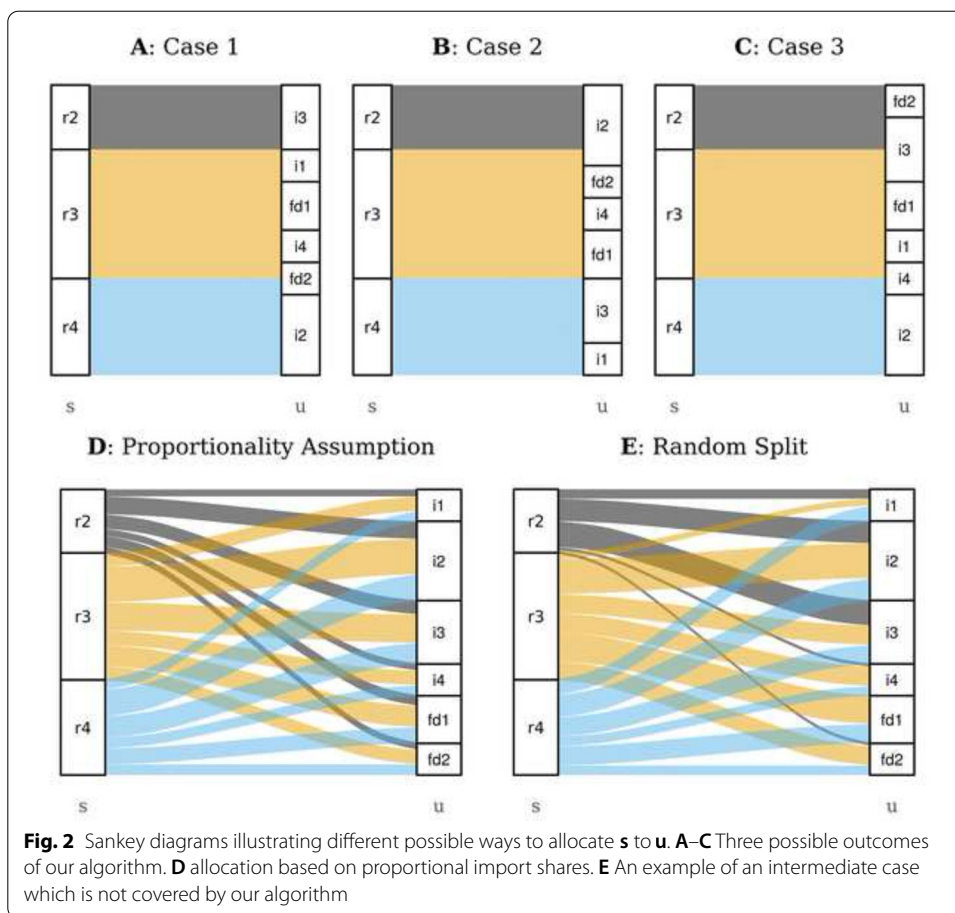 A: Case 1
B: Case 2
C: Case 3
r2
r3
r4
i3
i1
fd1
i4
fd2
i2
r2
r3
r4
i2
fd2
i4
fd1
i3
i1
r2
r3
r4
fd2
i3
fd1
i1
i4
i2
s
u
s
u
s
u
D: Proportionality Assumption
E: Random Split
r2
r3
r4
i1
i2
i3
i4
fd1
fd2
r2
r3
r4
i1
i2
i3
i4
fd1
fd2
s
u
s
u
Fig. 2 Sankey diagrams illustrating different possible ways to allocate s to u. A–C Three possible outcomes
of our algorithm. D allocation based on proportional import shares. E An example of an intermediate case
which is not covered by our algorithm